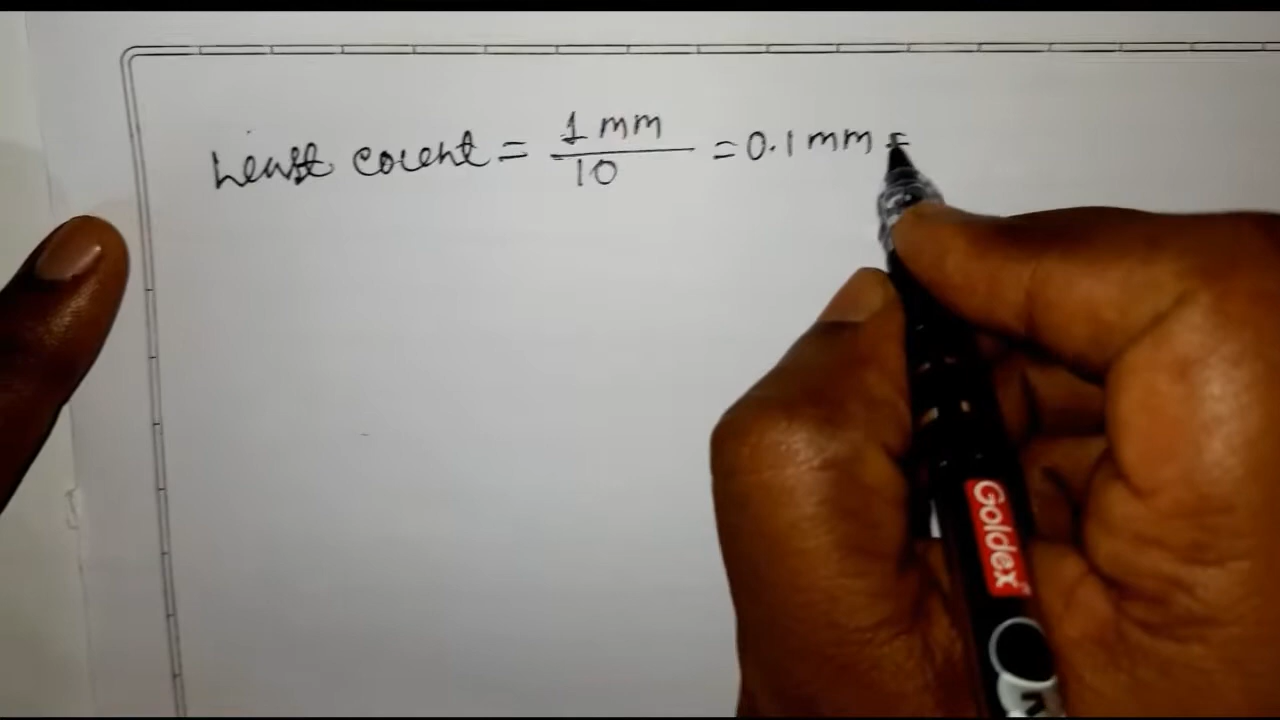 Least count = 1 mm / 10 = 0.1 mm =
Goldex